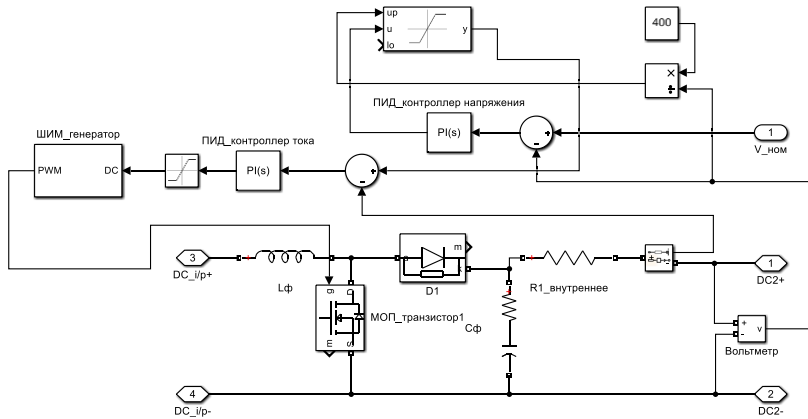 up
u
lo
y
400
×
÷
ПИД_контроллер напряжения
PI(s)
+
-
1
V_ном
ШИМ_генератор
PWM
DC
ПИД_контроллер тока
PI(s)
+
-
3
DC_i/p+
Lф
g
D
S
m
МОП_транзистор1
a
k
m
D1
Cф
+
R1_внутреннее
+
i
-
1
DC2+
+
-
v
Вольтметр
4
DC_i/p-
2
DC2-